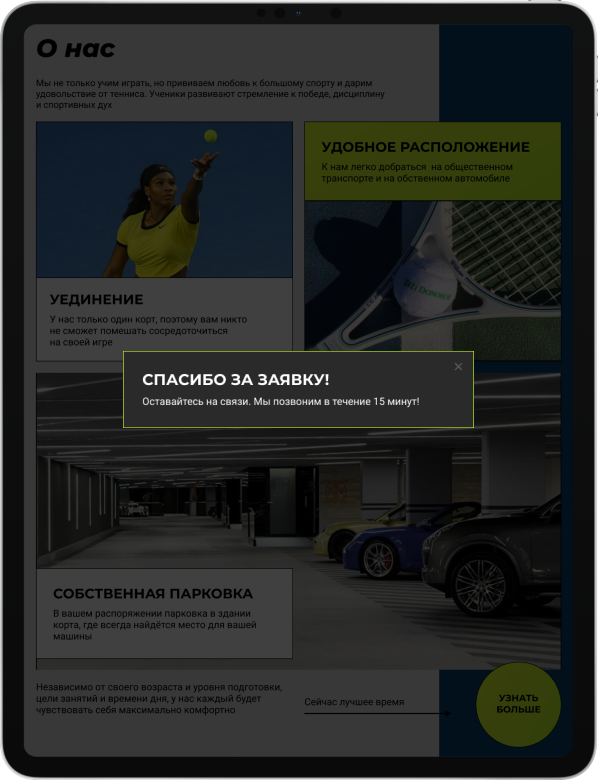 О нас
Мы не только учим играть, но прививаем любовь к большому спорту и дарим
удовольствие от тенниса. Ученики развивают стремление к победе, дисциплину
и спортивных дух
УЕДИНЕНИЕ
У нас только один корт, поэтому вам никто
не сможет помешать сосредоточиться
на своей игре
УДОБНОЕ РАСПОЛОЖЕНИЕ
К нам легко добраться на общественном
транспорте и на обственном автомобиле
СПАСИБО ЗА ЗАЯВКУ!
Оставайтесь на связи. Мы позвоним в течение 15 минут!
СОБСТВЕННАЯ ПАРКОВКА
В вашем распоряжении парковка в здании
корта, где всегда найдётся место для вашей
машины
Независимо от своего возраста и уровня подготовки,
цели занятий и времени дня, у нас каждый будет
чувствовать себя максимально комфортно
Сейчас лучшее время
УЗНАТЬ
БОЛЬШЕ